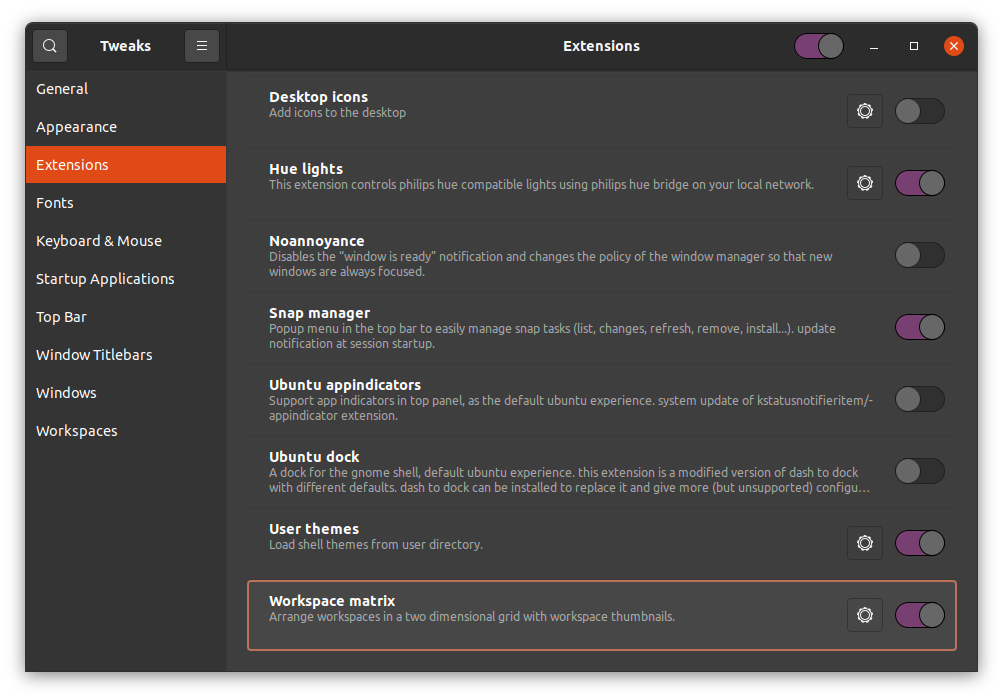 Tweaks
Extensions
General
Appearance
Extensions
Fonts
Keyboard & Mouse
Startup Applications
Top Bar
Window Titlebars
Windows
Workspaces
Desktop icons
Add icons to the desktop
Hue lights
This extension controls philips hue compatible lights using philips hue bridge on your local network.
Noannoyance
Disables the “window is ready” notification and changes the policy of the window manager so that new
windows are always focused.
Snap manager
Popup menu in the top bar to easily manage snap tasks (list, changes, refresh, remove, install...). update
notification at session startup.
Ubuntu appindicators
Support app indicators in top panel, as the default ubuntu experience. system update of kstatusnotifieritem/-
appindicator extension.
Ubuntu dock
A dock for the gnome shell, default ubuntu experience. this extension is a modified version of dash to dock
with different defaults. dash to dock can be installed to replace it and give more (but unsupported) configu…
User themes
Load shell themes from user directory.
Workspace matrix
Arrange workspaces in a two dimensional grid with workspace thumbnails.